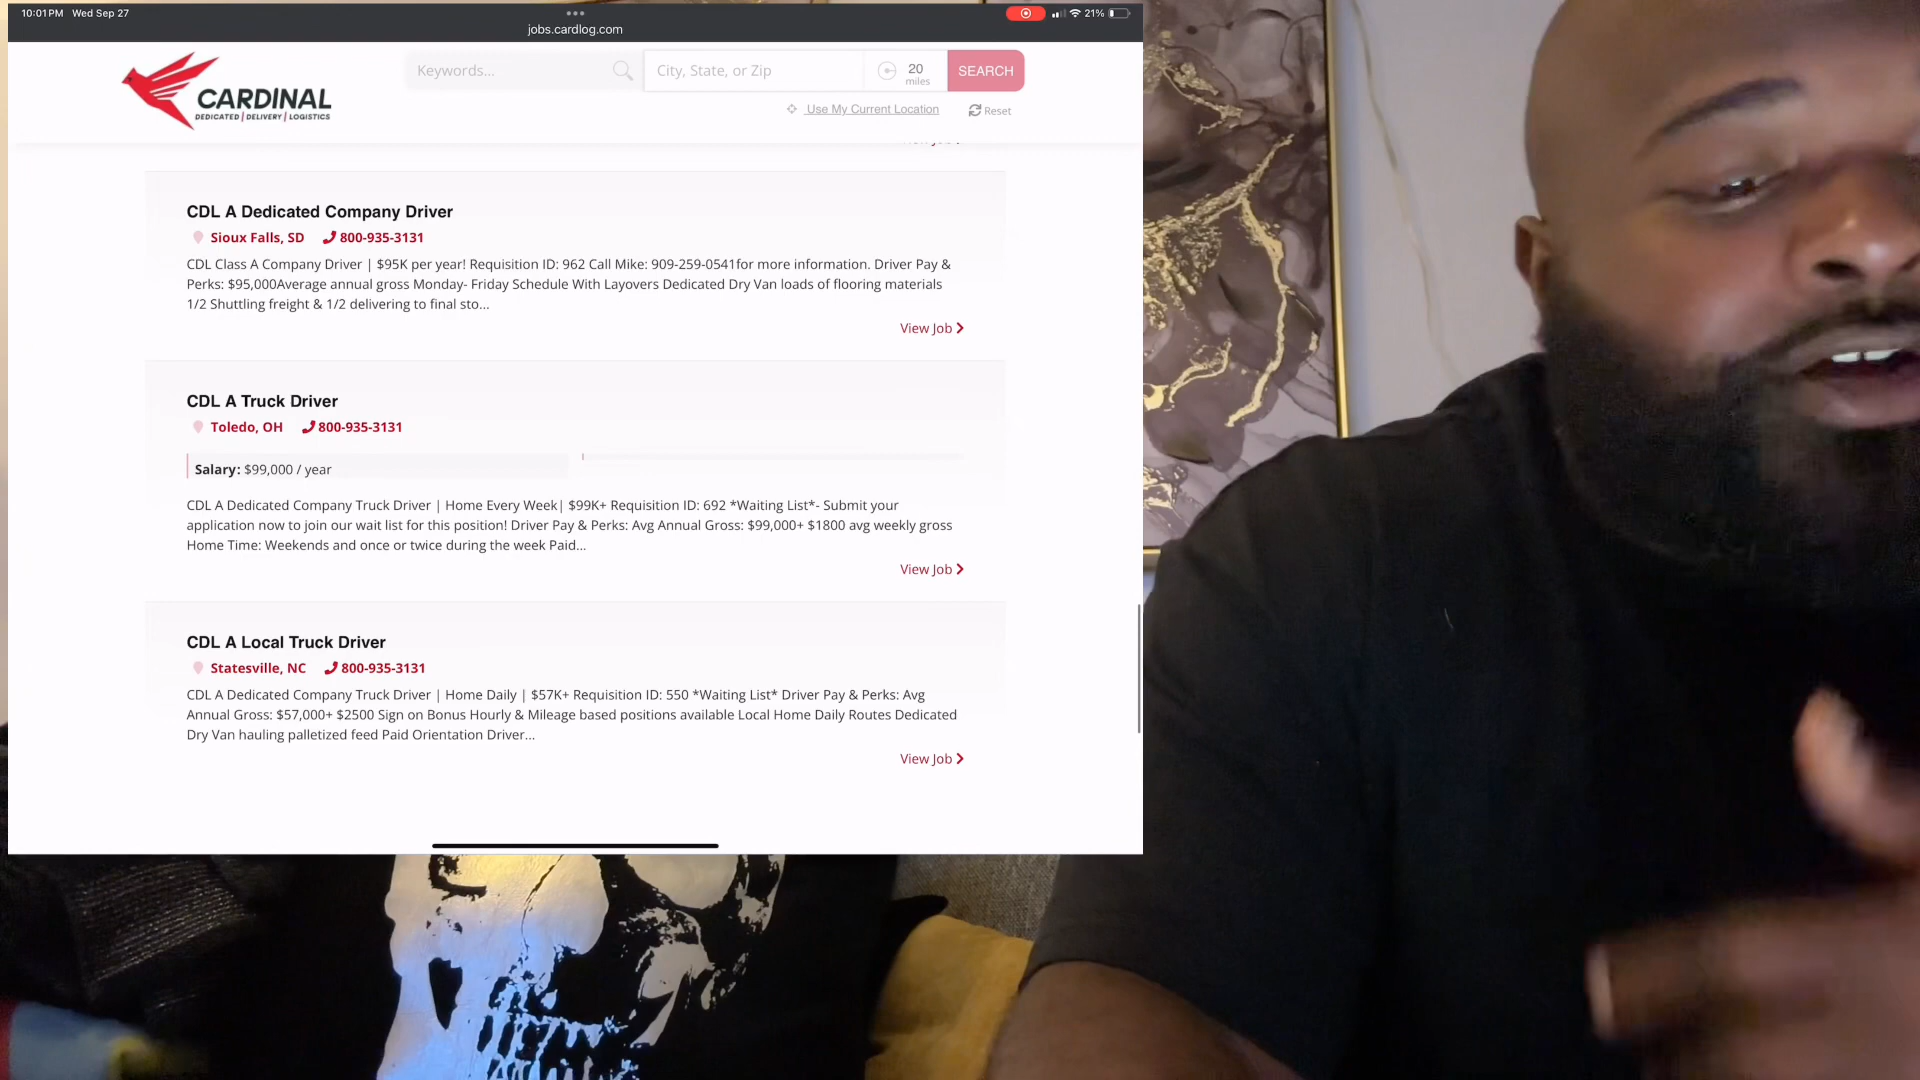 10:01 PM Wed Sep 27
21%
jobs.cardlog.com
CARDINAL
DEDICATED | DELIVERY | LOGISTICS
Keywords...
City, State, or Zip
20
miles
SEARCH
Use My Current Location
Reset
CDL A Dedicated Company Driver
Sioux Falls, SD 800-935-3131
CDL Class A Company Driver | $95K per year! Requisition ID: 962 Call Mike: 909-259-0541for more information. Driver Pay &
Perks: $95,000Average annual gross Monday- Friday Schedule With Layovers Dedicated Dry Van loads of flooring materials
1/2 Shuttling freight & 1/2 delivering to final sto...
View Job
CDL A Truck Driver
Toledo, OH 800-935-3131
Salary: $99,000 / year
CDL A Dedicated Company Truck Driver | Home Every Week| $99K+ Requisition ID: 692 *Waiting List*- Submit your
application now to join our wait list for this position! Driver Pay & Perks: Avg Annual Gross: $99,000+ $1800 avg weekly gross
Home Time: Weekends and once or twice during the week Paid...
View Job
CDL A Local Truck Driver
Statesville, NC 800-935-3131
CDL A Dedicated Company Truck Driver | Home Daily | $57K+ Requisition ID: 550 *Waiting List* Driver Pay & Perks: Avg
Annual Gross: $57,000+ $2500 Sign on Bonus Hourly & Mileage based positions available Local Home Daily Routes Dedicated
Dry Van hauling palletized feed Paid Orientation Driver...
View Job